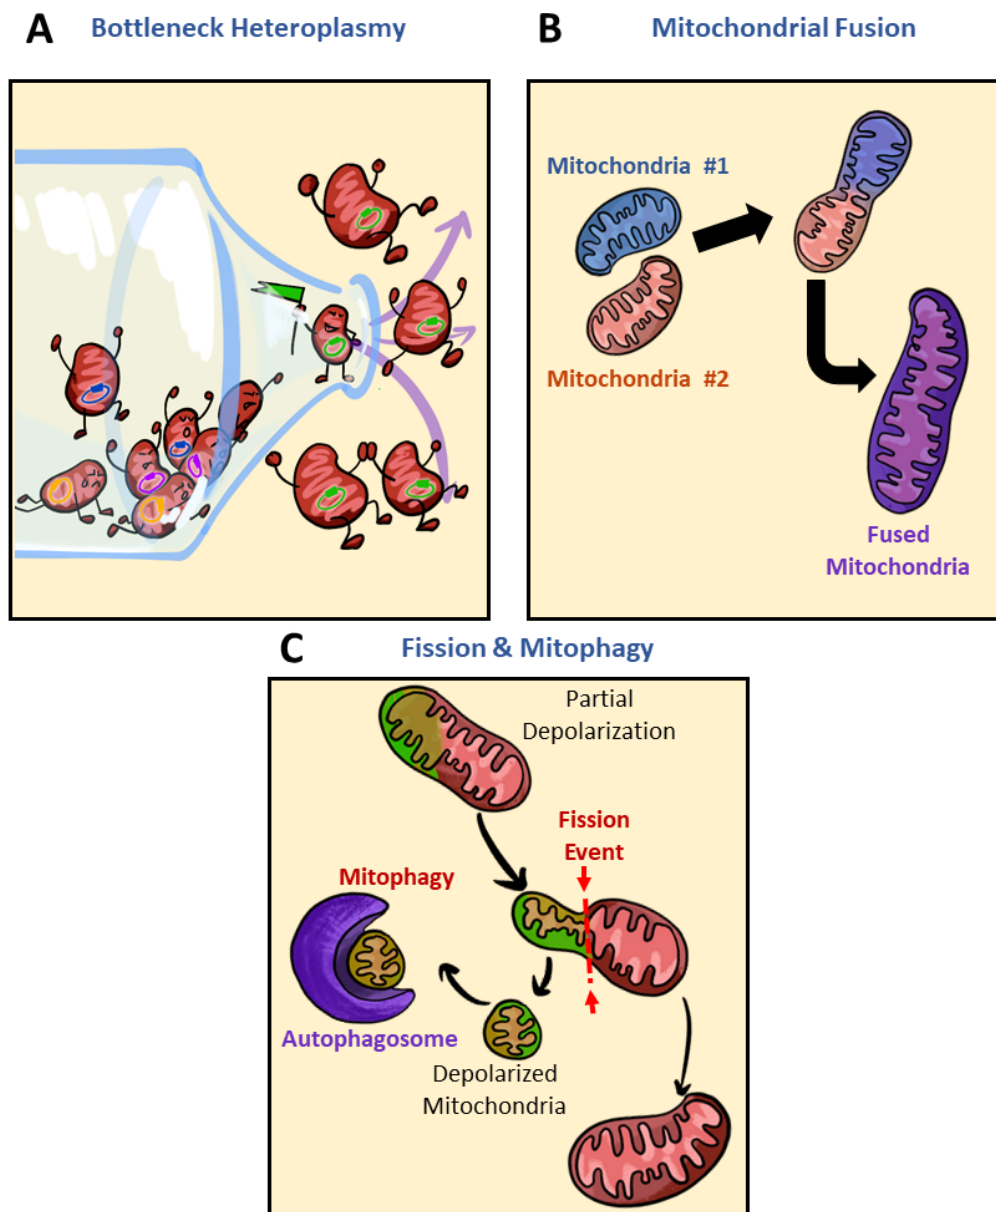 A Bottleneck Heteroplasmy
B Mitochondrial Fusion
Mitochondria #1
Mitochondria #2
Fused
Mitochondria
C Fission & Mitophagy
Partial
Depolarization
Fission
Event
Mitophagy
Autophagosome
Depolarized
Mitochondria